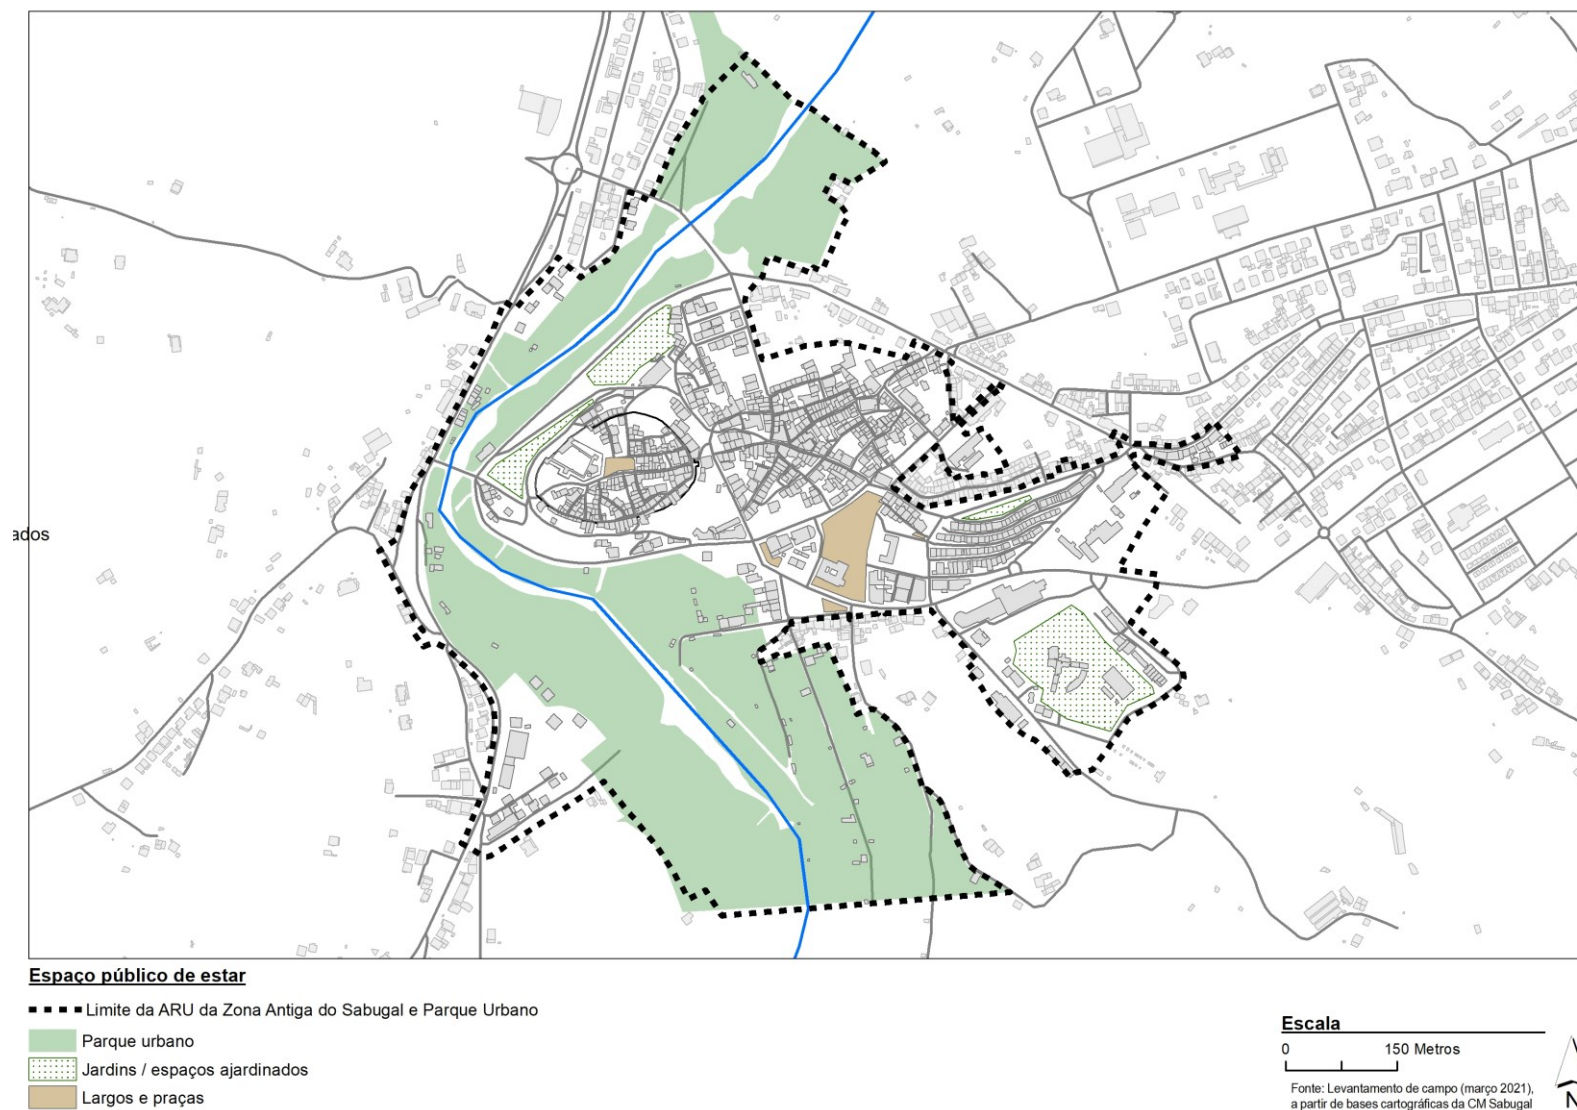 ados
Espaço público de estar
Limite da ARU da Zona Antiga do Sabugal e Parque Urbano
Parque urbano
Jardins / espaços ajardinados
Largos e praças
Escala
0 150 Metros
Fonte: Levantamento de campo (março 2021),
a partir de bases cartográficas da CM Sabugal
N